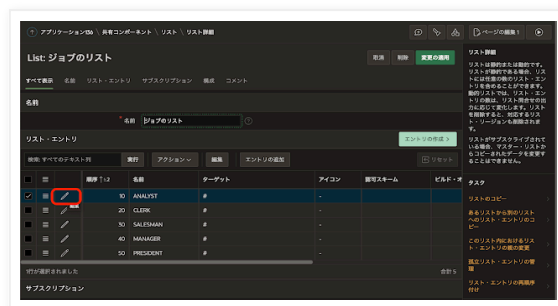 アプリケーション136 \ 共有コンポーネント \ リスト \ リスト詳細
ページの編集1
List: ジョブのリスト
取消
削除
変更の適用
すべて表示
名前
リスト・エントリ
サブスクリプション
構成
コメント
名前
* 名前
ジョブのリスト
リスト・エントリ
エントリの作成 >
検索: すべてのテキスト列
実行
アクション
編集
エントリの追加
リセット
順序 ↑1.2
名前
ターゲット
アイコン
認可スキーム
ビルド・オ
10 ANALYST # -
20 CLERK # -
30 SALESMAN # -
40 MANAGER # -
50 PRESIDENT # -
1行が選択されました
合計 5
サブスクリプション
リスト詳細
リストは静的または動的です。
リストが静的である場合、リス
トには任意の数のリスト・エン
トリを含めることができます。
動的リストでは、リスト・エン
トリの数は、リスト問合せの出
力に応じて変化します。リスト
を削除すると、対応するリス
ト・リージョンも削除されま
す。
リストがサブスクライブされて
いる場合、マスター・リストか
らコピーされたデータを変更す
ることはできません。
タスク
リストのコピー
あるリストから別のリスト
へのリスト・エントリのコ
ピー
このリスト内におけるリス
ト・エントリの親の変更
孤立リスト・エントリの管
理
リスト・エントリの再順序
付け